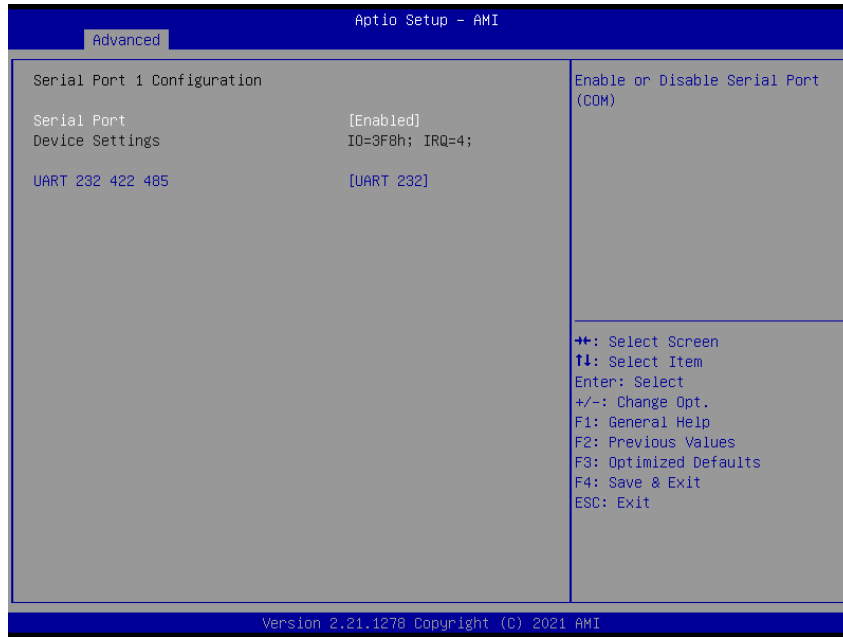 Aptio Setup – AMI
Advanced
Serial Port 1 Configuration
Serial Port [Enabled]
Device Settings IO=3F8h; IRQ=4;
UART 232 422 485 [UART 232]
Enable or Disable Serial Port
(COM)
→←: Select Screen
↑↓: Select Item
Enter: Select
+/-: Change Opt.
F1: General Help
F2: Previous Values
F3: Optimized Defaults
F4: Save & Exit
ESC: Exit
Version 2.21.1278 Copyright (C) 2021 AMI